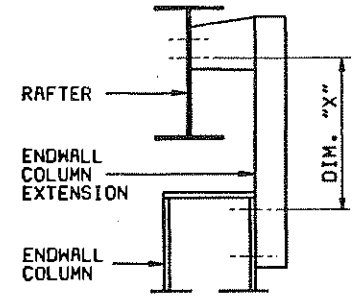 RAFTER
ENDWALL
COLUMN
EXTENSION
ENDWALL
COLUMN
DIM. "X"